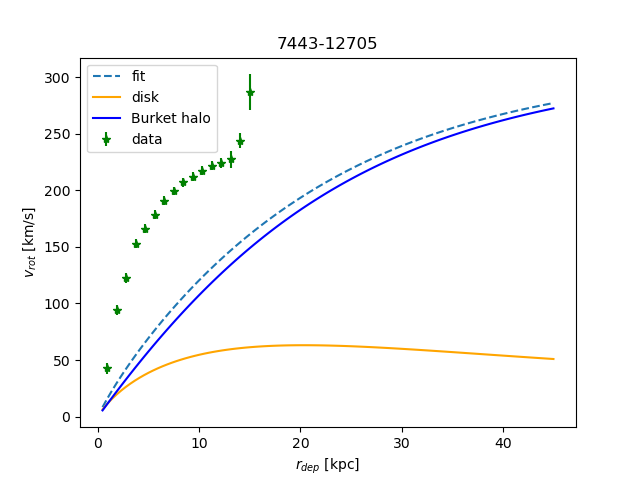 7443-12705
fit
disk
Burket halo
data
300
250
200
150
100
50
0
v_rot [km/s]
0 10 20 30 40
r_dep [kpc]